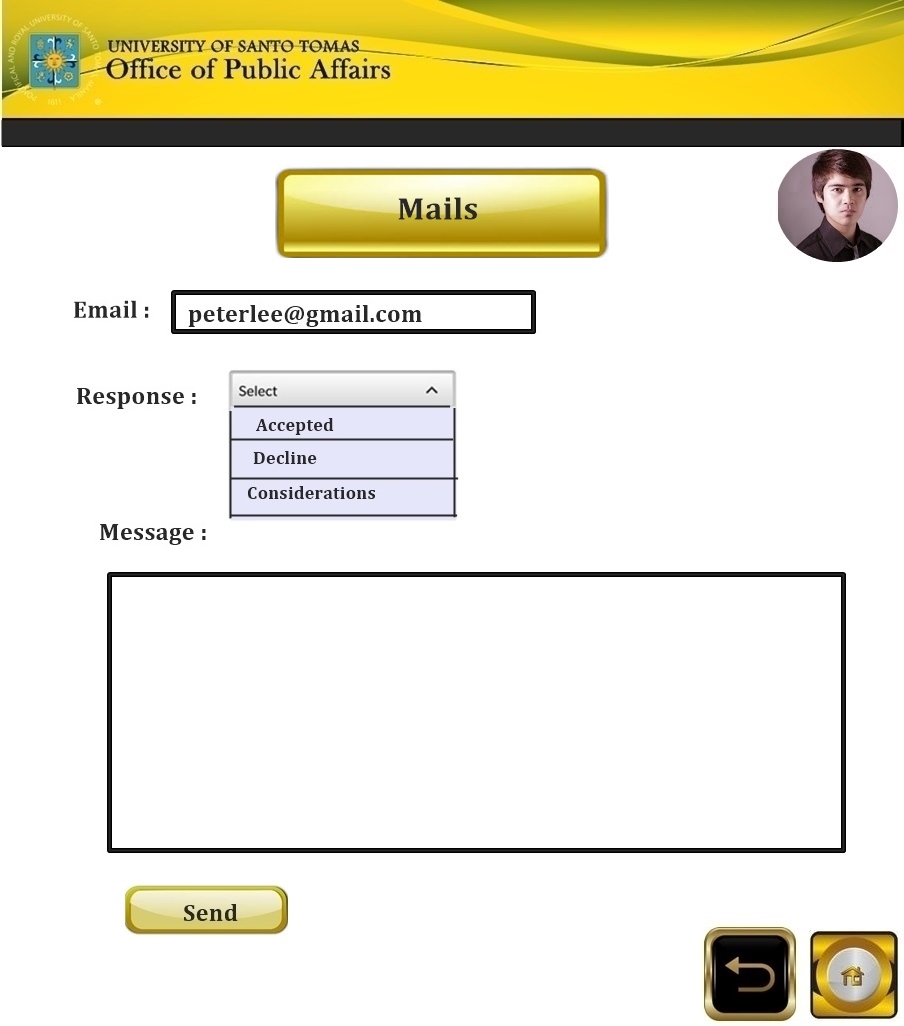 UNIVERSITY OF SANTO TOMAS
Office of Public Affairs
Mails
Email :
peterlee@gmail.com
Response :
Select
Accepted
Decline
Considerations
Message :
Send